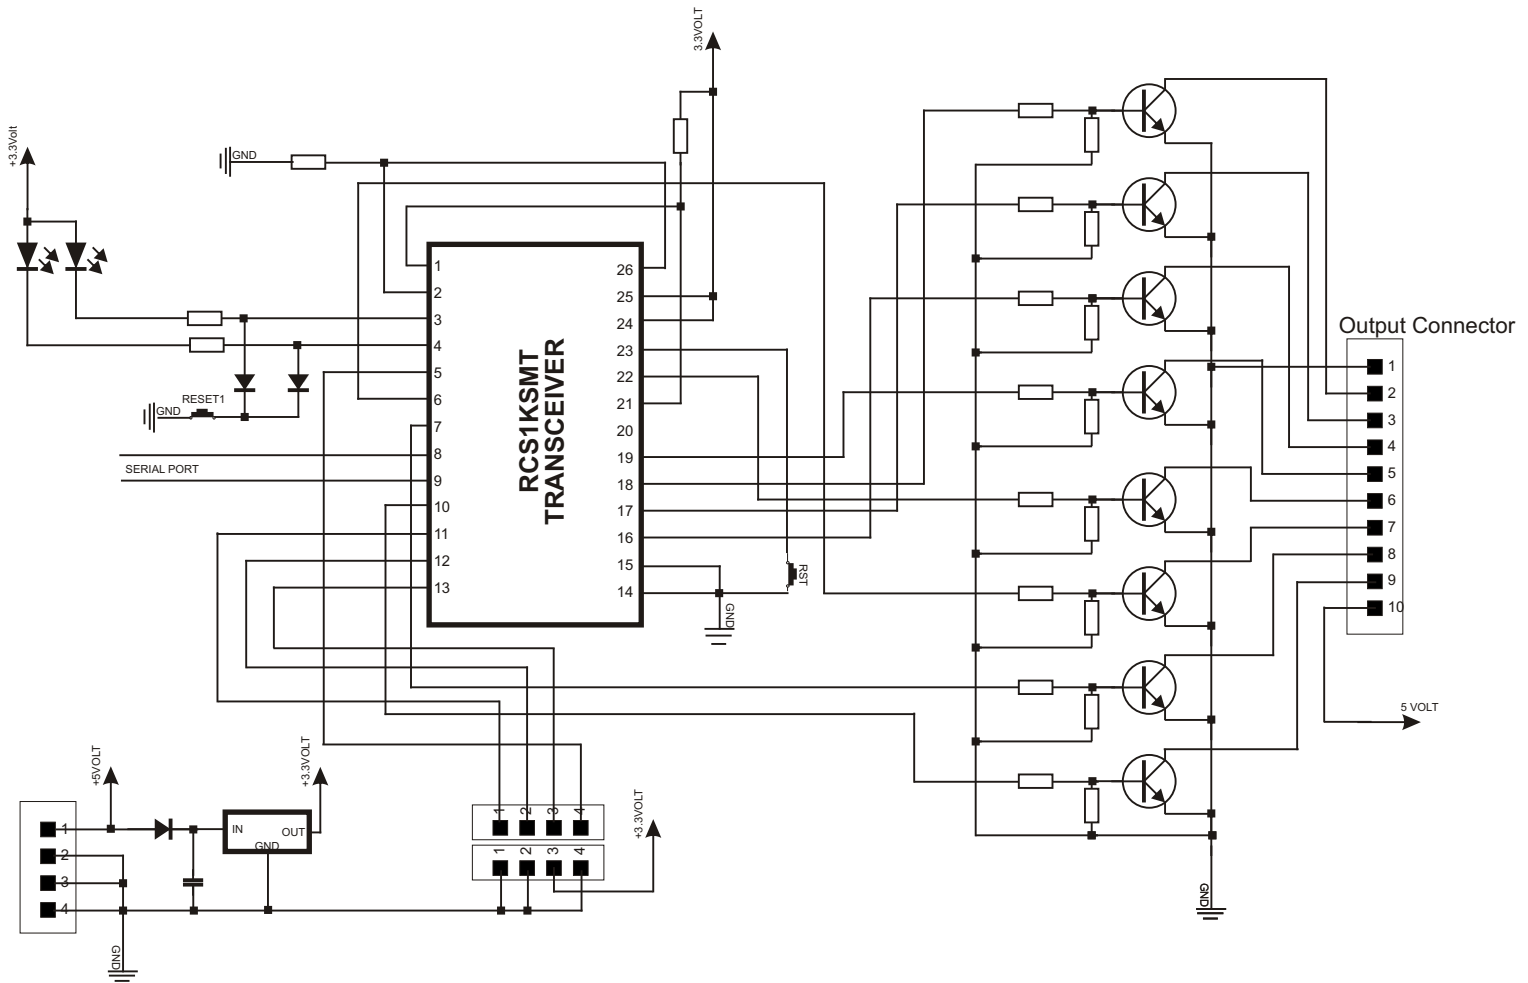 3.3VOLT
+3.3Volt
GND
Output Connector
1
2
3
4
5
6
7
8
9
10
11
12
13
26
25
24
23
22
21
20
19
18
17
16
15
14
RCS1KSMT
TRANSCEIVER
RESET1
GND
SERIAL PORT
RST
GND
1
2
3
4
5
6
7
8
9
10
5 VOLT
+5VOLT
+3.3VOLT
1
2
3
4
IN
OUT
GND
GND
1
2
3
4
1
2
3
4
+3.3VOLT
GND